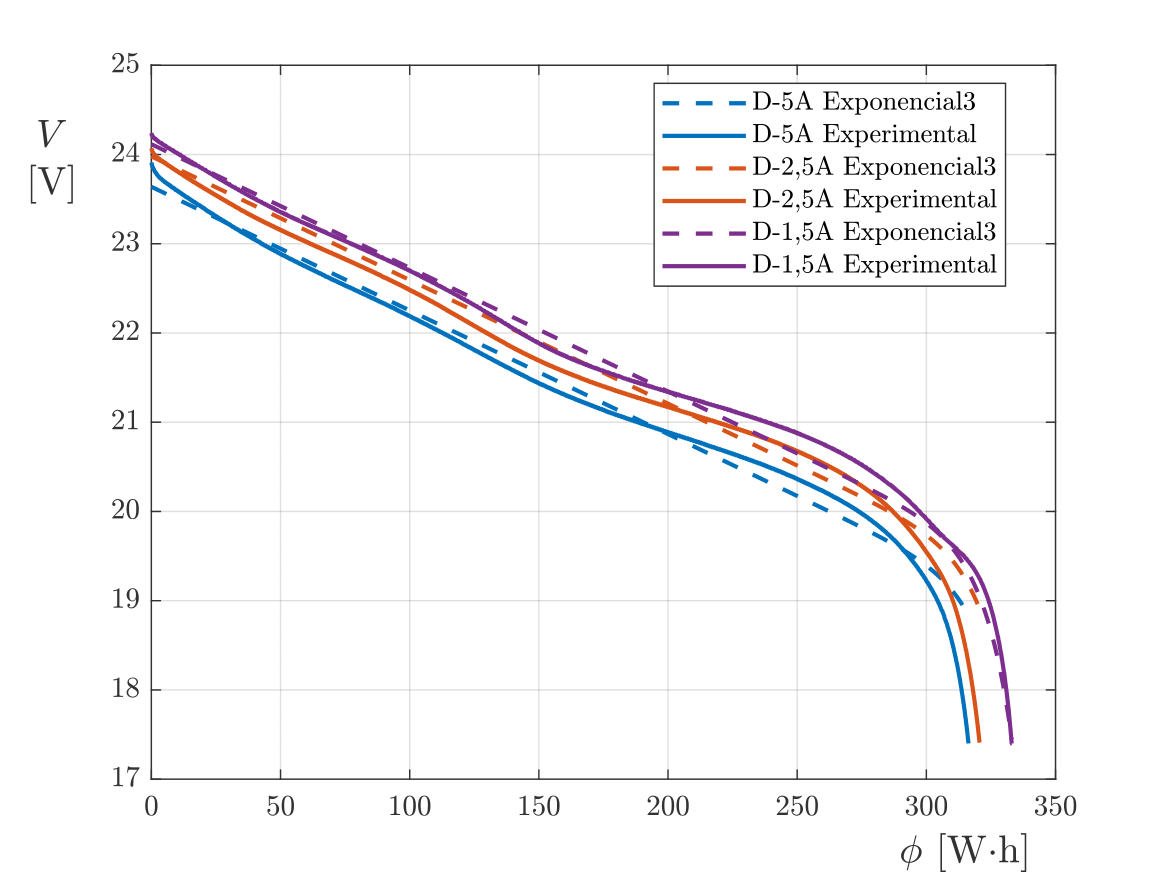 V
[V]
25
24
23
22
21
20
19
18
17
D-5A Exponencial3
D-5A Experimental
D-2,5A Exponencial3
D-2,5A Experimental
D-1,5A Exponencial3
D-1,5A Experimental
0 50 100 150 200 250 300 350
ϕ [W·h]